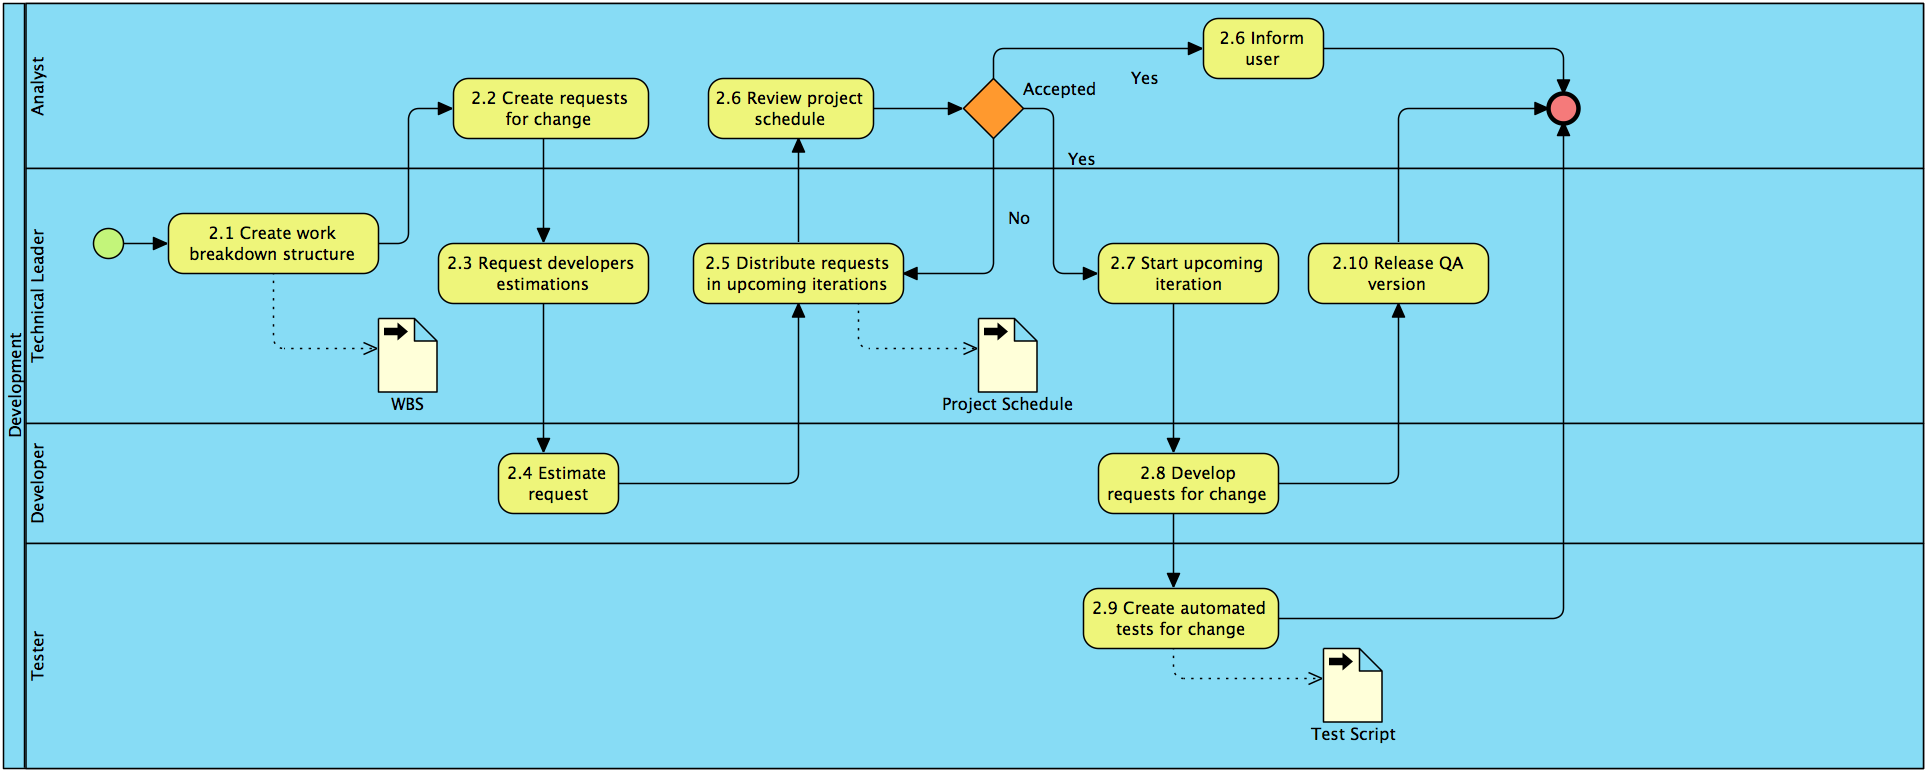 Development
Analyst
2.2 Create requests
for change
2.6 Review project
schedule
Accepted
Yes
2.6 Inform
user
Yes
No
Technical Leader
2.1 Create work
breakdown structure
WBS
2.3 Request developers
estimations
2.5 Distribute requests
in upcoming iterations
Project Schedule
2.7 Start upcoming
iteration
2.10 Release QA
version
Developer
2.4 Estimate
request
2.8 Develop
requests for change
Tester
2.9 Create automated
tests for change
Test Script